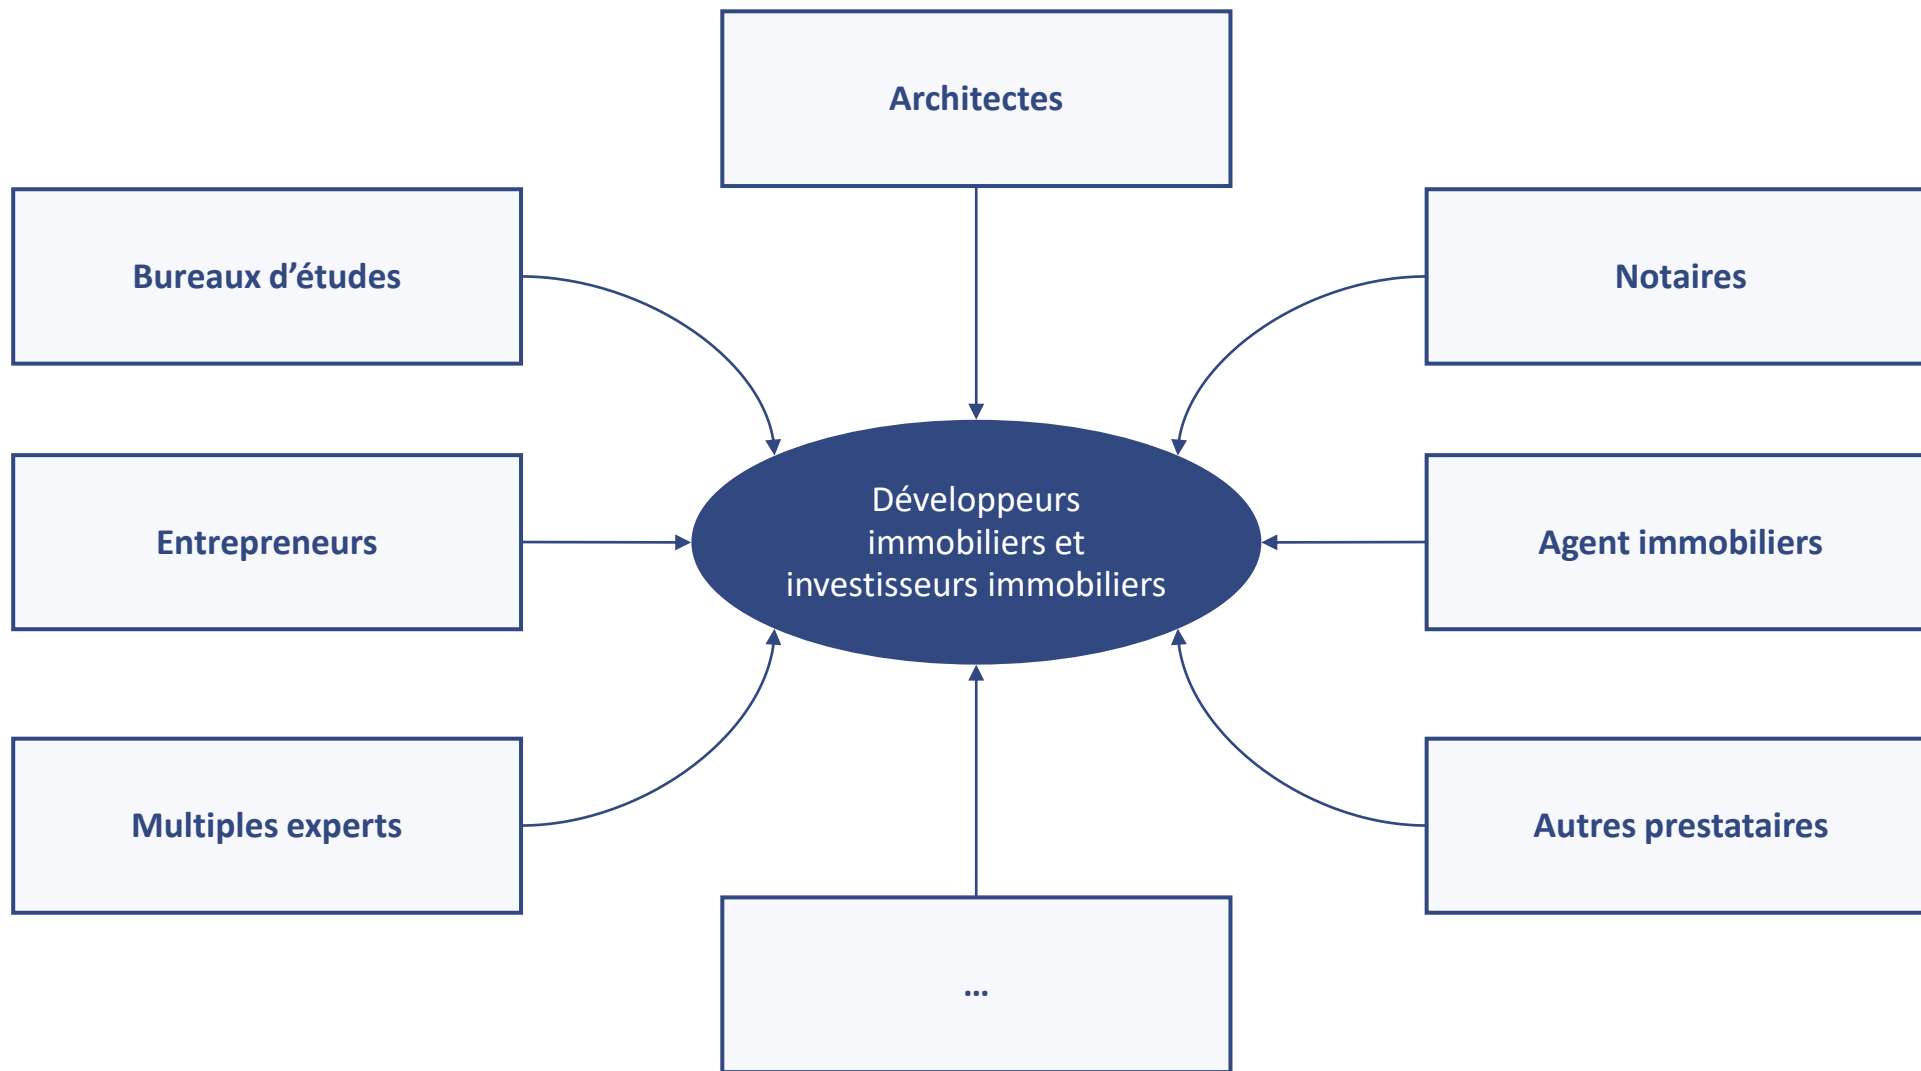 Architectes
Bureaux d’études
Notaires
Développeurs
immobiliers et
investisseurs immobiliers
Entrepreneurs
Agent immobiliers
Multiples experts
Autres prestataires
...